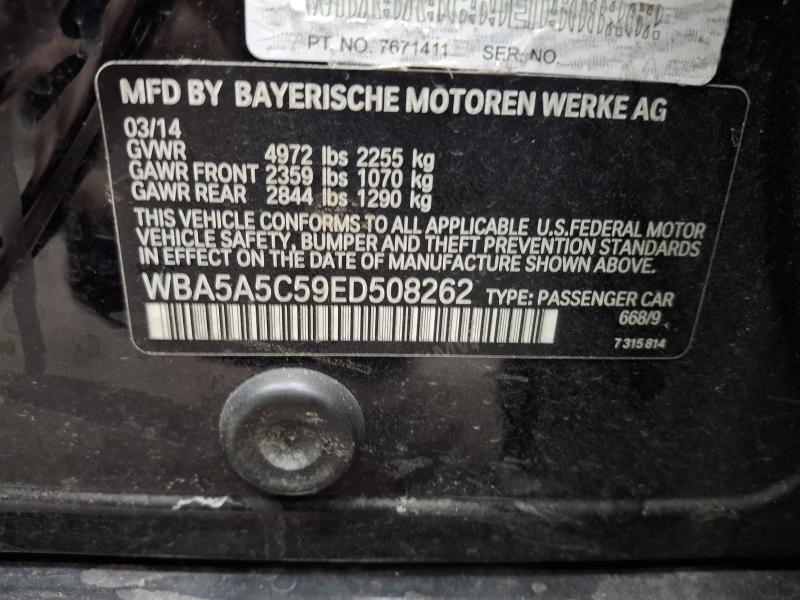 PT. NO. 7671411 SER. NO.
MFD BY BAYERISCHE MOTOREN WERKE AG
03/14
GVWR 4972 lbs 2255 kg
GAWR FRONT 2359 lbs 1070 kg
GAWR REAR 2844 lbs 1290 kg
THIS VEHICLE CONFORMS TO ALL APPLICABLE U.S.FEDERAL MOTOR
VEHICLE SAFETY, BUMPER AND THEFT PREVENTION STANDARDS
IN EFFECT ON THE DATE OF MANUFACTURE SHOWN ABOVE.
WBA5A5C59ED508262 TYPE: PASSENGER CAR
668/9
7 315 814